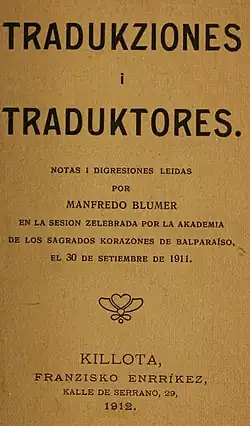 TRADUKZIONES
i
TRADUKTORES.
NOTAS I DIGRESIONES LEIDAS
POR
MANFREDO BLUMER
EN LA SESION ZELEBRADA POR LA AKADEMIA
DE LOS SAGRADOS KORAZONES DE BALPARAÍSO,
EL 30 DE SETIEMBRE DE 1911.
KILLOTA,
FRANZISKO ENRRÍKEZ,
KALLE DE SERRANO, 29,
1912.